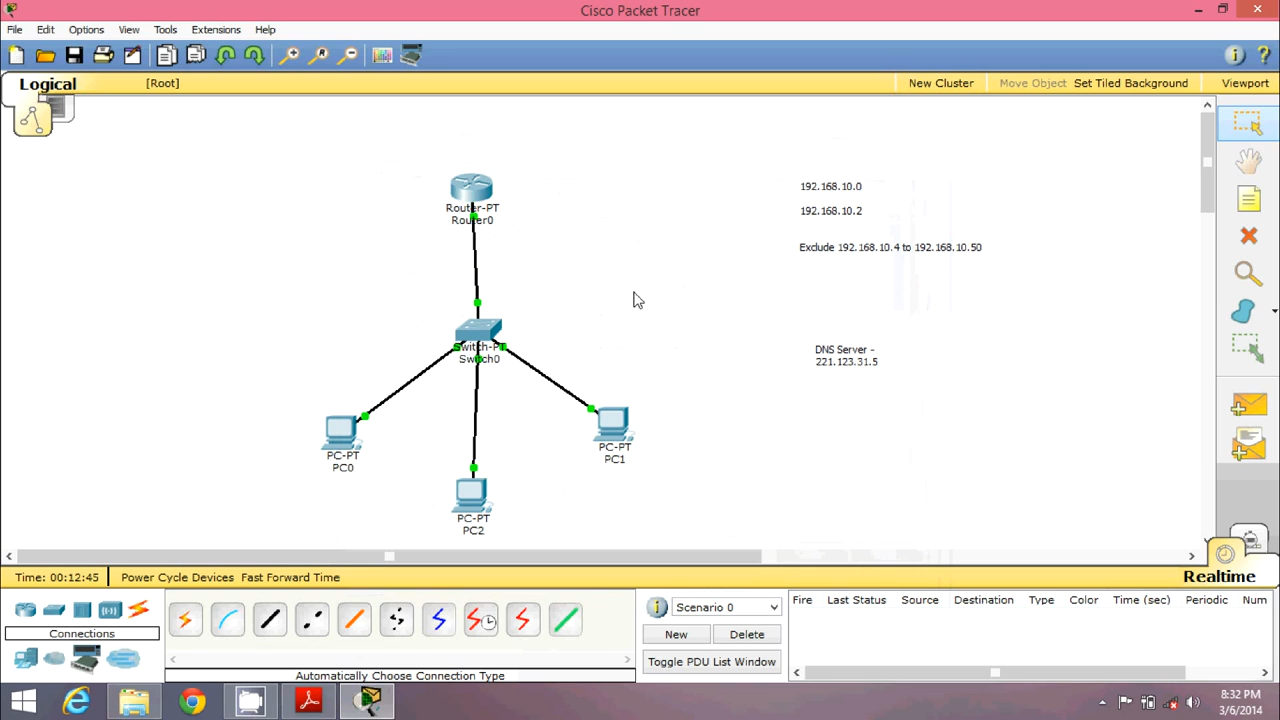 Cisco Packet Tracer
File Edit Options View Tools Extensions Help
Logical [Root] New Cluster Move Object Set Tiled Background Viewport
Router-PT
Router0
192.168.10.0
192.168.10.2
Exclude 192.168.10.4 to 192.168.10.50
Switch-PT
Switch0
DNS Server -
221.123.31.5
PC-PT
PC0
PC-PT
PC1
PC-PT
PC2
Time: 00:12:45 Power Cycle Devices Fast Forward Time Realtime
Connections
Automatically Choose Connection Type
Scenario 0
New Delete
Toggle PDU List Window
Fire Last Status Source Destination Type Color Time (sec) Periodic Num
8:32 PM
3/6/2014